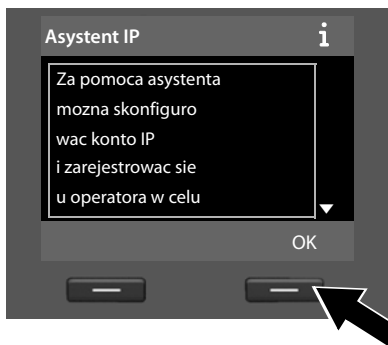 Asystent IP i
Za pomoca asystenta
mozna skonfiguro
wac konto IP
i zarejestrowac sie
u operatora w celu
OK